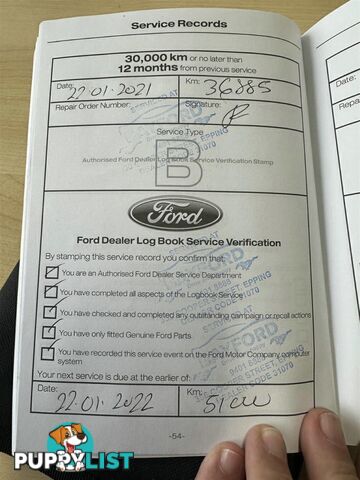 Service Records
30,000 km or no later than
12 months from previous service
Date: 22·01·2021 Km: 36885
Repair Order Number: Signature:
Service Type
B
Authorised Ford Dealer Log Book Service Verification Stamp
Ford
Ford Dealer Log Book Service Verification
By stamping this service record you confirm that:
You are an Authorised Ford Dealer Service Department
You have completed all aspects of the Logbook Service
You have checked and completed any outstanding campaign or recall actions
You have only fitted Genuine Ford Parts
You have recorded this service event on the Ford Motor Company computer
system
Your next service is due at the earlier of:
Date: 22·01·2022 Km:
-54-
PUPPYLIST